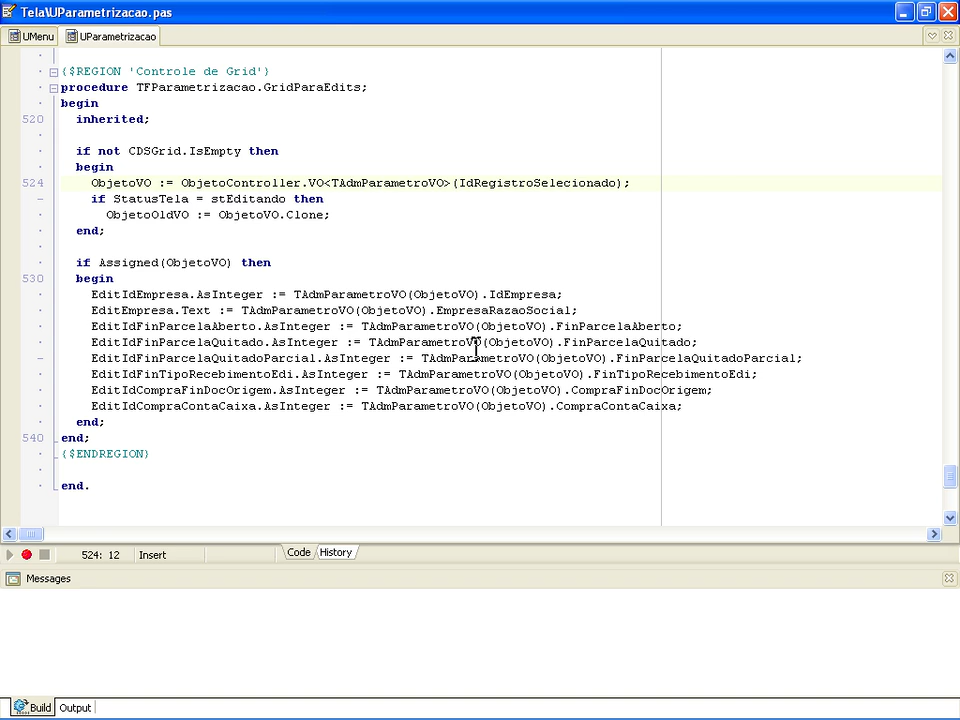 Tela\UParametrizacao.pas
UMenu UParametrizacao
{$REGION 'Controle de Grid'}
procedure TFParametrizacao.GridParaEdits;
begin
520 inherited;
if not CDSGrid.IsEmpty then
begin
524 ObjetoVO := ObjetoController.VO<TAdmParametroVO>(IdRegistroSelecionado);
if StatusTela = stEditando then
ObjetoOldVO := ObjetoVO.Clone;
end;
if Assigned(ObjetoVO) then
530 begin
EditIdEmpresa.AsInteger := TAdmParametroVO(ObjetoVO).IdEmpresa;
EditEmpresa.Text := TAdmParametroVO(ObjetoVO).EmpresaRazaoSocial;
EditIdFinParcelaAberto.AsInteger := TAdmParametroVO(ObjetoVO).FinParcelaAberto;
EditIdFinParcelaQuitado.AsInteger := TAdmParametroVO(ObjetoVO).FinParcelaQuitado;
EditIdFinParcelaQuitadoParcial.AsInteger := TAdmParametroVO(ObjetoVO).FinParcelaQuitadoParcial;
EditIdFinTipoRecebimentoEdi.AsInteger := TAdmParametroVO(ObjetoVO).FinTipoRecebimentoEdi;
EditIdCompraFinDocOrigem.AsInteger := TAdmParametroVO(ObjetoVO).CompraFinDocOrigem;
EditIdCompraContaCaixa.AsInteger := TAdmParametroVO(ObjetoVO).CompraContaCaixa;
end;
540 end;
{$ENDREGION}
end.
524: 12 Insert Code History
Messages
Build Output